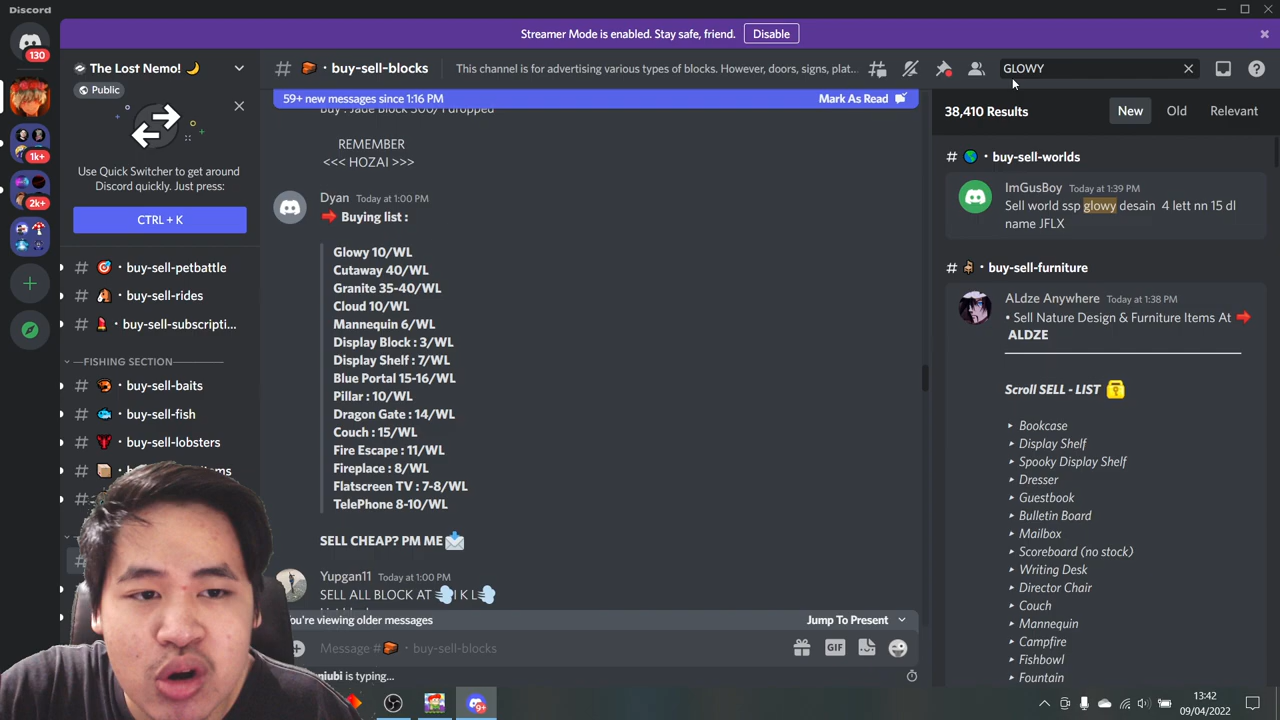 Discord
Streamer Mode is enabled. Stay safe, friend. Disable
130
The Lost Nemo!
Public
Use Quick Switcher to get around
Discord quickly. Just press:
CTRL + K
1k+
2k+
# buy-sell-petbattle
# buy-sell-rides
# buy-sell-subscripti...
—FISHING SECTION—
# buy-sell-baits
# buy-sell-fish
# buy-sell-lobsters
# buy-sell-blocks
This channel is for advertising various types of blocks. However, doors, signs, plat...
GLOWY
59+ new messages since 1:16 PM
Mark As Read
Buy : Jade Block 300/1 dropped
REMEMBER
<<< HOZAI >>>
Dyan Today at 1:00 PM
Buying list :
Glowy 10/WL
Cutaway 40/WL
Granite 35-40/WL
Cloud 10/WL
Mannequin 6/WL
Display Block : 3/WL
Display Shelf : 7/WL
Blue Portal 15-16/WL
Pillar : 10/WL
Dragon Gate : 14/WL
Couch : 15/WL
Fire Escape : 11/WL
Fireplace : 8/WL
Flatscreen TV : 7-8/WL
TelePhone 8-10/WL
SELL CHEAP? PM ME
Yupgan11 Today at 1:00 PM
SELL ALL BLOCK AT I K L
You're viewing older messages
Jump To Present
Message # buy-sell-blocks
GIF
niubi is typing...
38,410 Results
New Old Relevant
# buy-sell-worlds
ImGusBoy Today at 1:39 PM
Sell world ssp glowy desain 4 lett nn 15 dl
name JFLX
# buy-sell-furniture
ALdze Anywhere Today at 1:38 PM
• Sell Nature Design & Furniture Items At
ALDZE
Scroll SELL - LIST
‣ Bookcase
‣ Display Shelf
‣ Spooky Display Shelf
‣ Dresser
‣ Guestbook
‣ Bulletin Board
‣ Mailbox
‣ Scoreboard (no stock)
‣ Writing Desk
‣ Director Chair
‣ Couch
‣ Mannequin
‣ Campfire
‣ Fishbowl
‣ Fountain
9+
13:42
09/04/2022